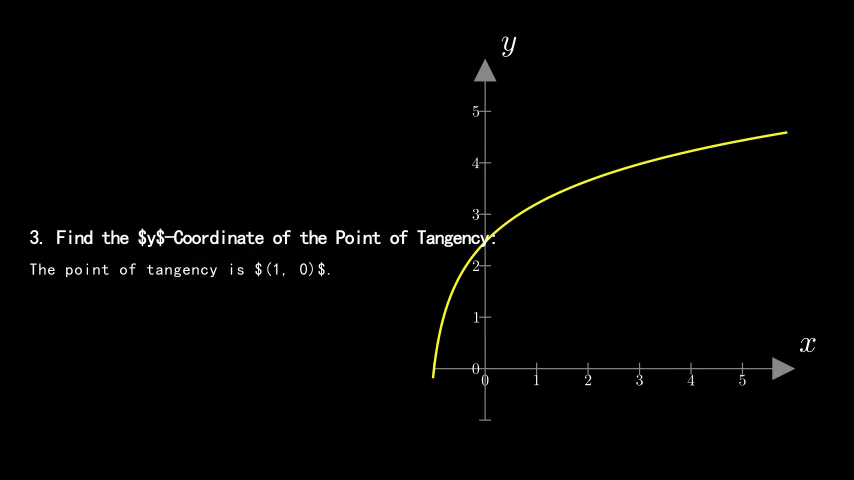 y
5
4
3
3. Find the $y$-Coordinate of the Point of Tangency:
2
The point of tangency is $(1, 0)$.
1
x
0
0 1 2 3 4 5